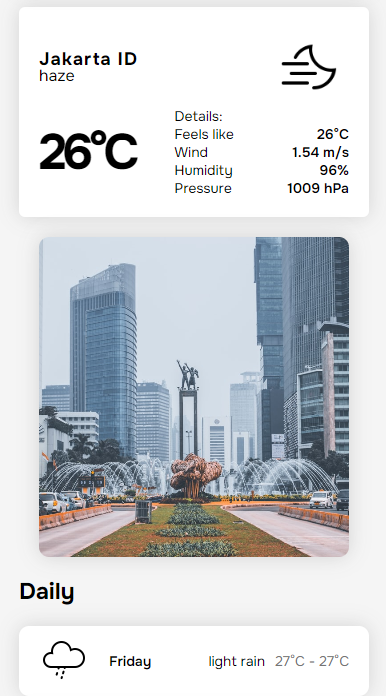 Jakarta ID
haze
26°C
Details:
Feels like 26°C
Wind 1.54 m/s
Humidity 96%
Pressure 1009 hPa
Daily
Friday light rain 27°C - 27°C